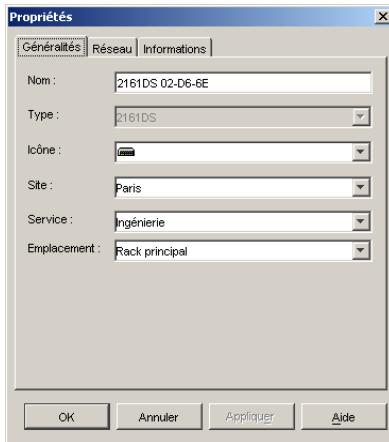 Propriétés
Généralités Réseau Informations
Nom : 2161DS 02-D6-6E
Type : 2161DS
Icône :
Site : Paris
Service : Ingénierie
Emplacement : Rack principal
OK Annuler Appliquer Aide